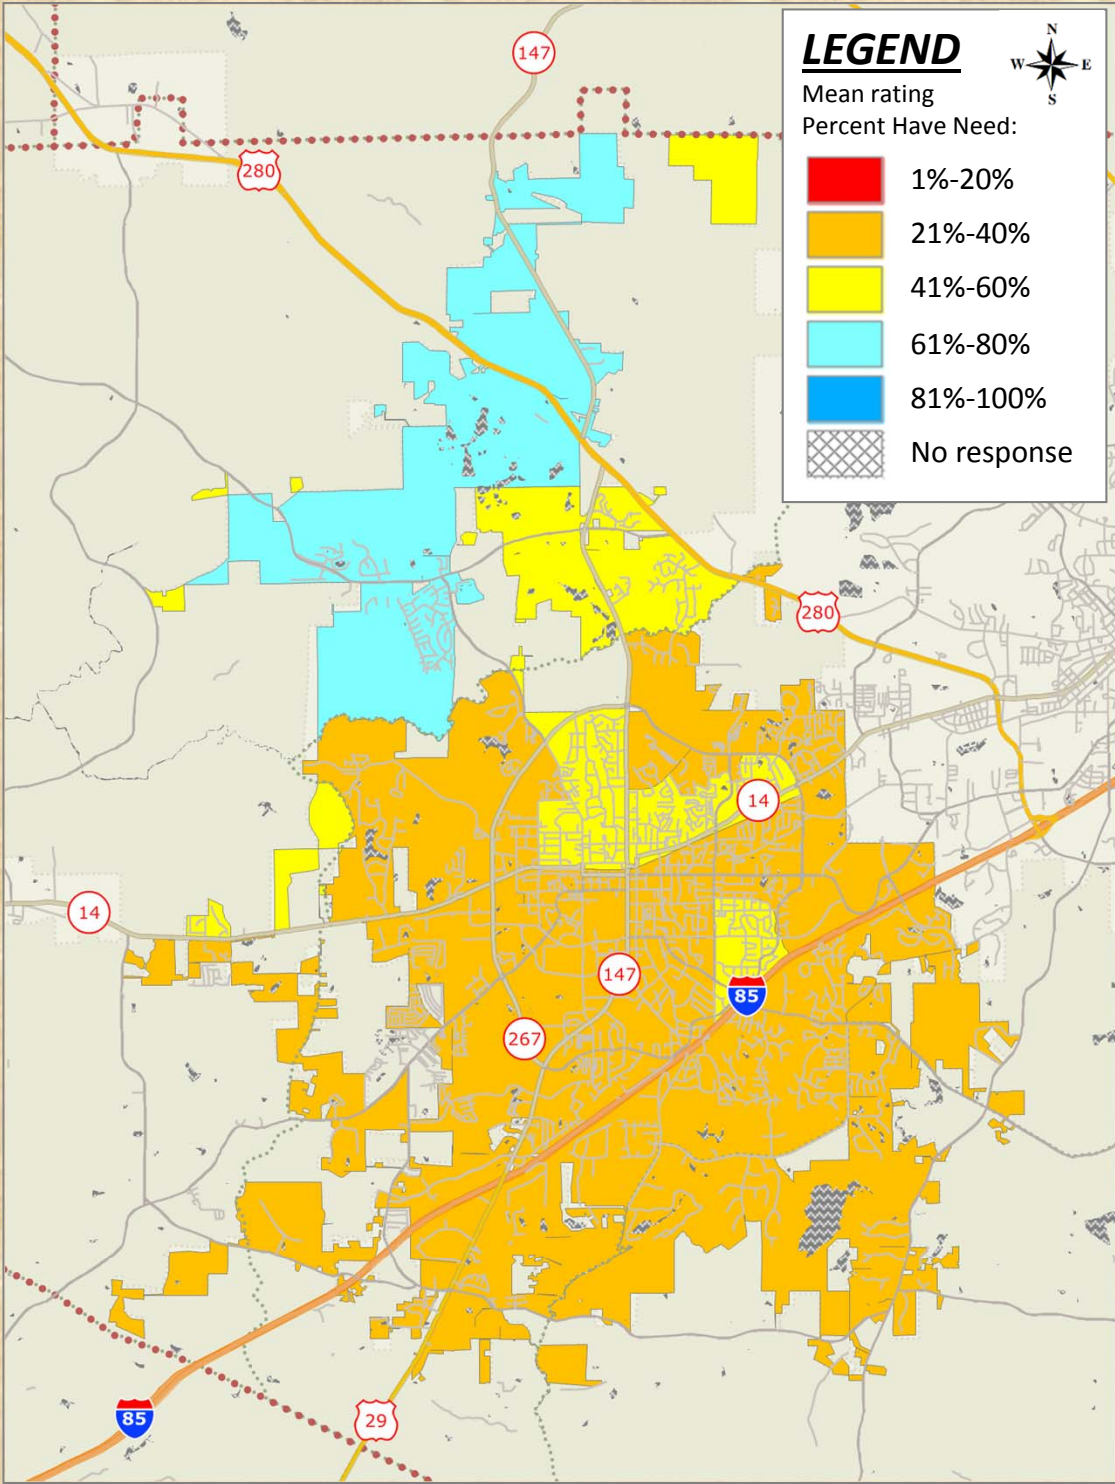 LEGEND
N
W E
S
Mean rating
Percent Have Need:
1%-20%
21%-40%
41%-60%
61%-80%
81%-100%
No response
147
280
280
14
14
147
85
267
85
29